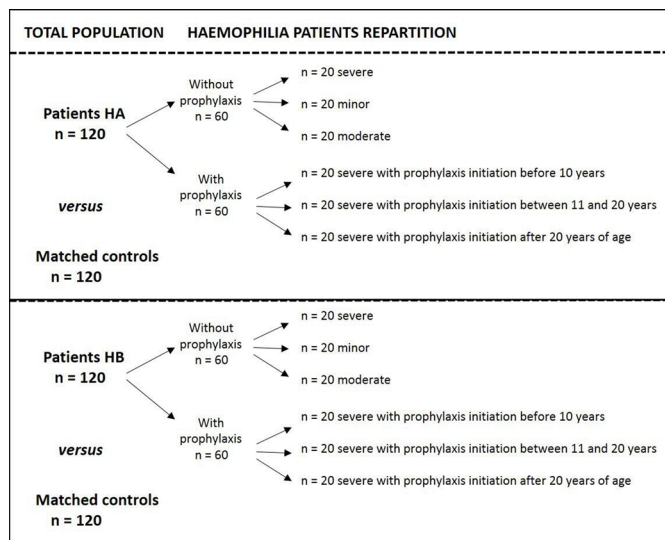 TOTAL POPULATION HAEMOPHILIA PATIENTS REPARTITION
Patients HA
n = 120
versus
Matched controls
n = 120
Without
prophylaxis
n = 60
n = 20 severe
n = 20 minor
n = 20 moderate
With
prophylaxis
n = 60
n = 20 severe with prophylaxis initiation before 10 years
n = 20 severe with prophylaxis initiation between 11 and 20 years
n = 20 severe with prophylaxis initiation after 20 years of age
Patients HB
n = 120
versus
Matched controls
n = 120
Without
prophylaxis
n = 60
n = 20 severe
n = 20 minor
n = 20 moderate
With
prophylaxis
n = 60
n = 20 severe with prophylaxis initiation before 10 years
n = 20 severe with prophylaxis initiation between 11 and 20 years
n = 20 severe with prophylaxis initiation after 20 years of age